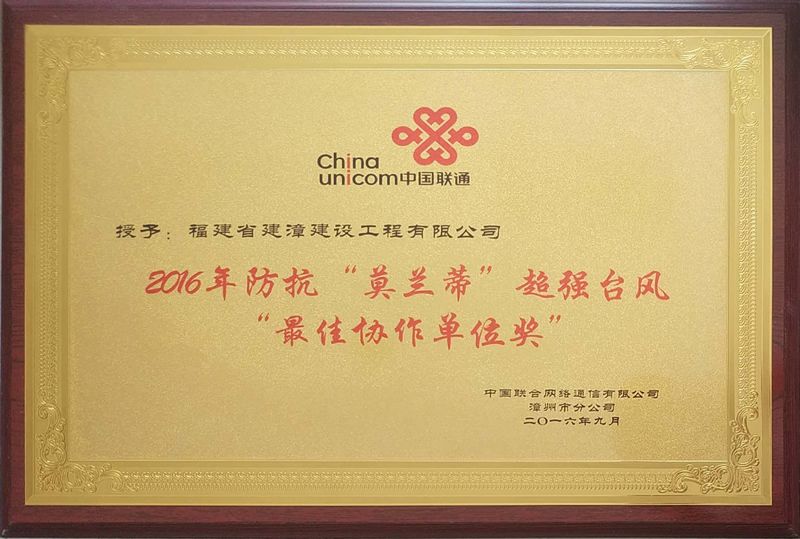 China
unicom中国联通
授予：福建省建漳建设工程有限公司
2016年防抗“莫兰蒂”超强台风
“最佳协作单位奖”
中国联合网络通信有限公司
漳州市分公司
二〇一六年九月